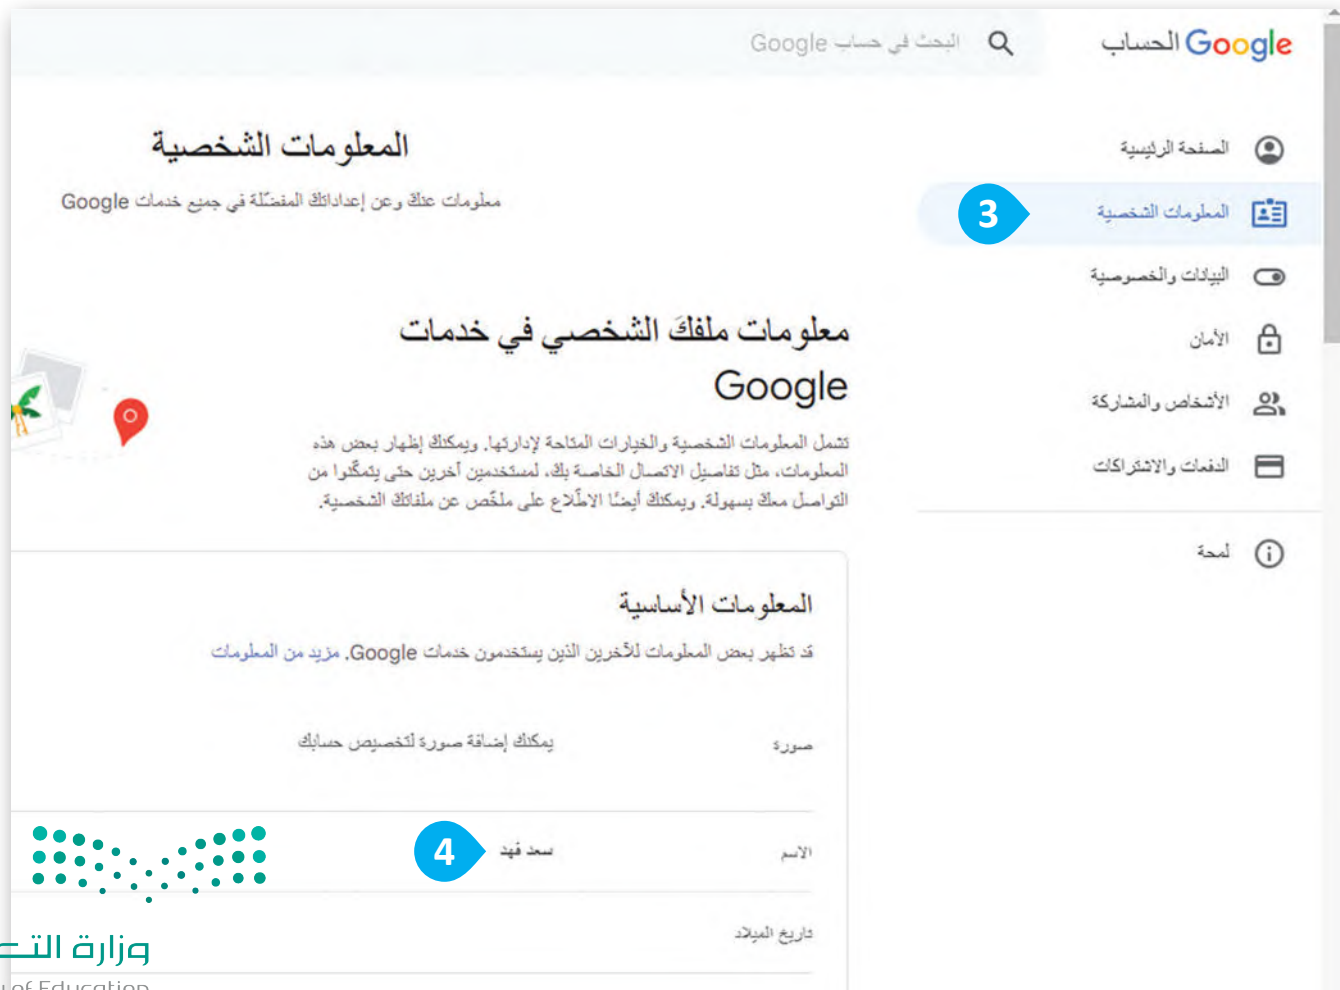 الحساب Google
البحث في حساب Google
الصفحة الرئيسية
المعلومات الشخصية
3
البيانات والخصوصية
الأمان
الأشخاص والمشاركة
الدفعات والاشتراكات
لمحة
المعلومات الشخصية
معلومات عنك وعن إعداداتك المفضّلة في جميع خدمات Google
معلومات ملفكَ الشخصي في خدمات
Google
تشمل المعلومات الشخصية والخيارات المتاحة لإدارتها. ويمكنك إظهار بعض هذه
المعلومات، مثل تفاصيل الاتصال الخاصة بك، لمستخدمين آخرين حتى يتمكّنوا من
التواصل معك بسهولة. ويمكنك أيضًا الاطّلاع على ملخّص عن ملفاتك الشخصية.
المعلومات الأساسية
قد تظهر بعض المعلومات للآخرين الذين يستخدمون خدمات Google. مزيد من المعلومات
صورة
يمكنك إضافة صورة لتخصيص حسابك
الاسم
سعد فهد
4
تاريخ الميلاد
وزارة التـ
of Education